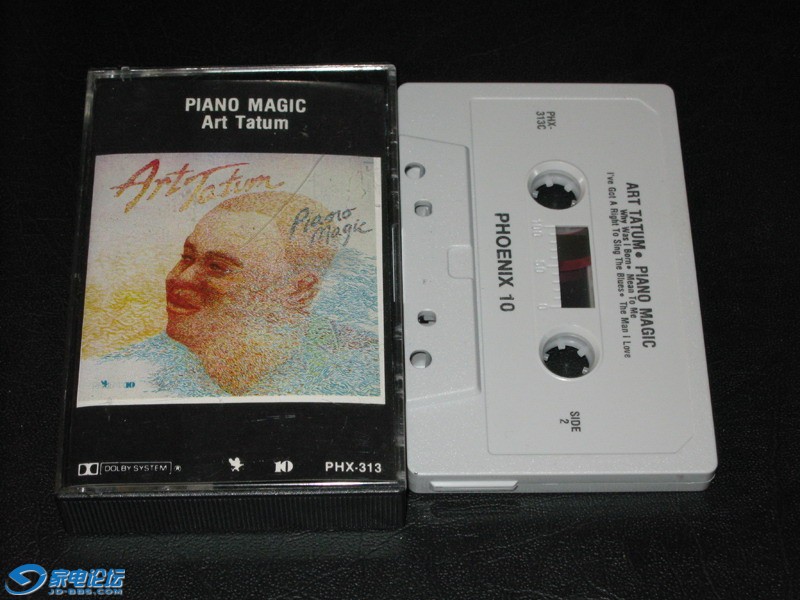 PIANO MAGIC
Art Tatum
Art Tatum
Piano
Magic
10
DOLBY SYSTEM
10
PHX-313
PHX-
313C
ART TATUM • PIANO MAGIC
Why Was I Born • Mean To Me
I've Got A Right To Sing The Blues • The Man I Love
100 50 0
PHOENIX 10
SIDE
2
家电论坛
JD-BBS.COM